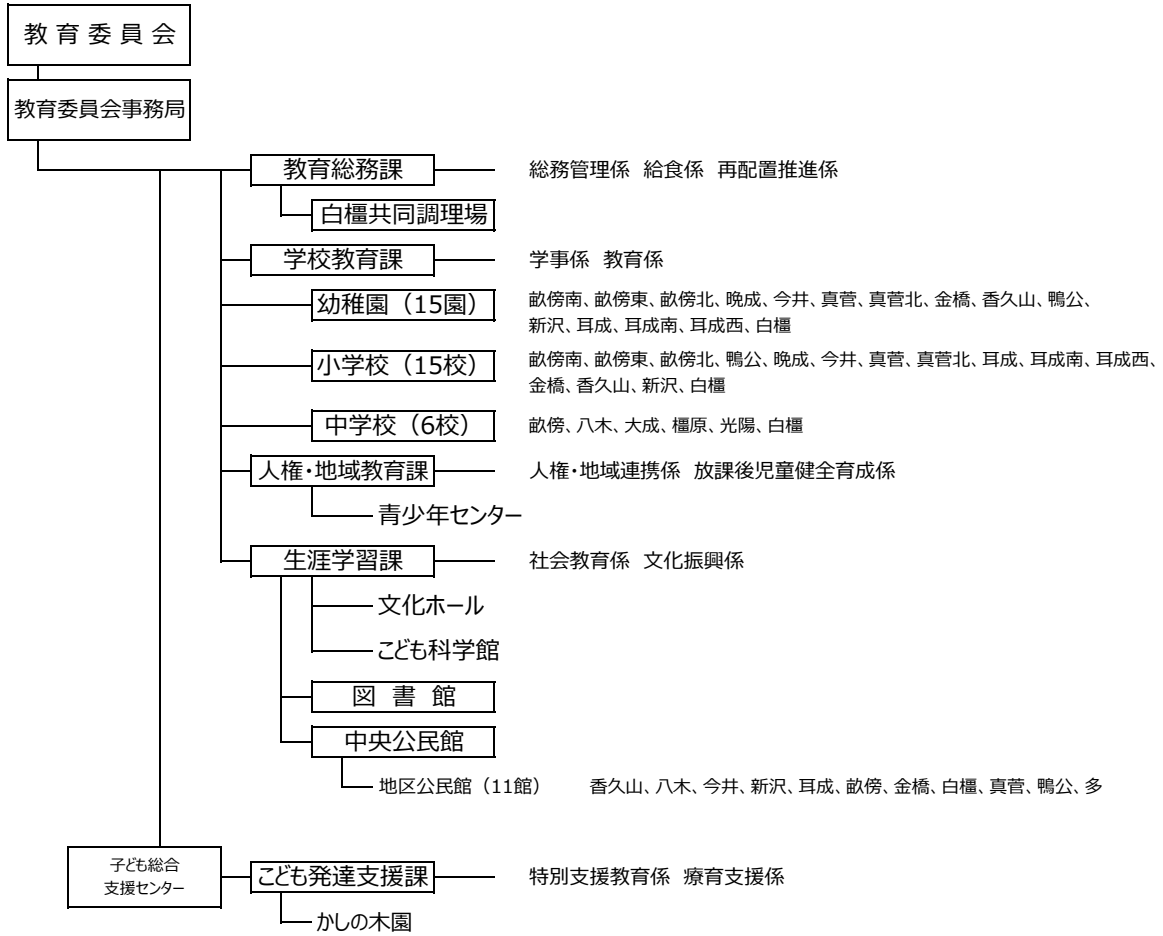 教 育 委 員 会
教育委員会事務局
教育総務課 総務管理係 給食係 再配置推進係
白橿共同調理場
学校教育課 学事係 教育係
幼稚園（15園） 畝傍南、畝傍東、畝傍北、晩成、今井、真菅、真菅北、金橋、香久山、鴨公、
新沢、耳成、耳成南、耳成西、白橿
小学校（15校） 畝傍南、畝傍東、畝傍北、鴨公、晩成、今井、真菅、真菅北、耳成、耳成南、耳成西、
金橋、香久山、新沢、白橿
中学校（6校） 畝傍、八木、大成、橿原、光陽、白橿
人権・地域教育課 人権・地域連携係 放課後児童健全育成係
青少年センター
生涯学習課 社会教育係 文化振興係
文化ホール
こども科学館
図 書 館
中央公民館
地区公民館（11館） 香久山、八木、今井、新沢、耳成、畝傍、金橋、白橿、真菅、鴨公、多
子ども総合
支援センター
こども発達支援課 特別支援教育係 療育支援係
かしの木園